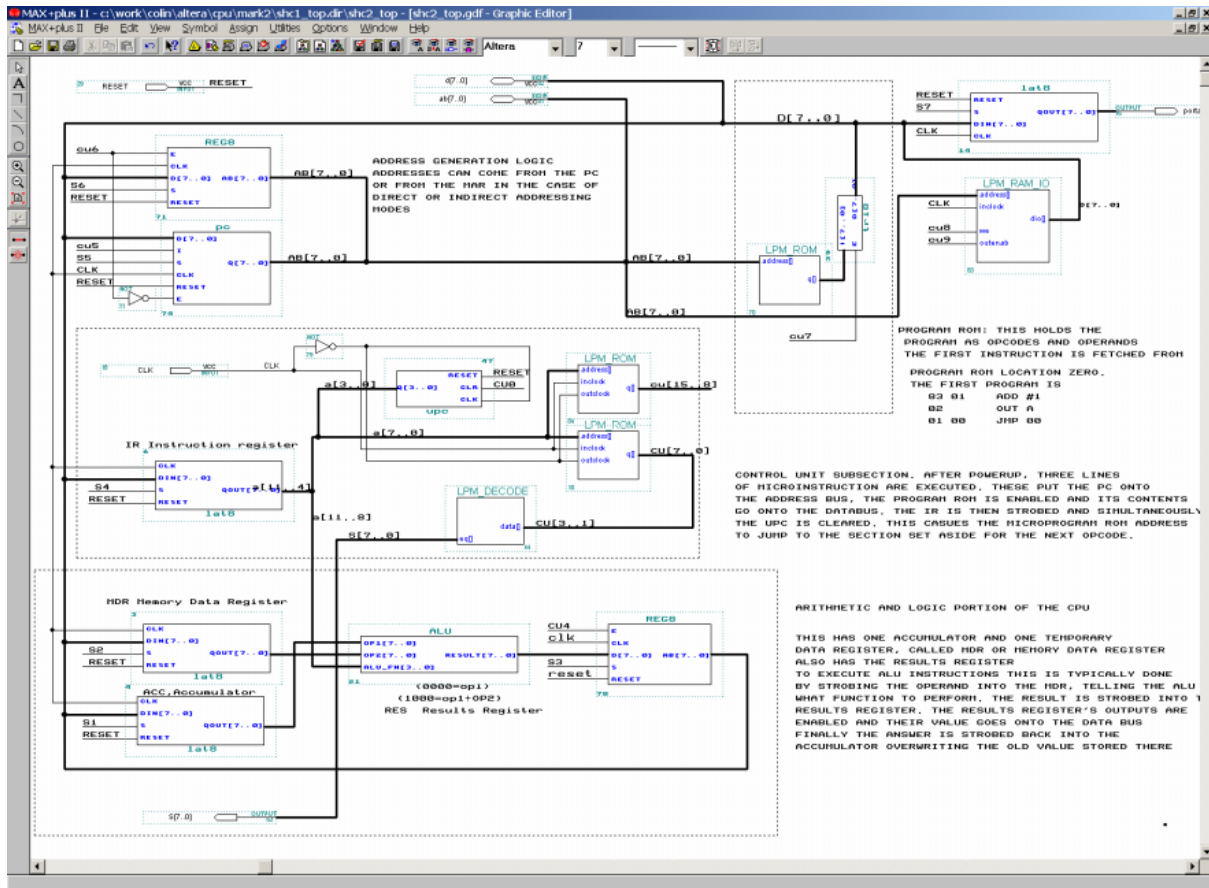 MAX+plus II - c:\work\colin\altera\cpu\mark2\shc1_top.dir\shc2_top - [shc2_top.gdf - Graphic Editor]
MAX+plus II File Edit View Symbol Assign Utilities Options Window Help
Altera 7
RESET VCC INPUT RESET
d[7..0] VCC
ab[7..0] VCC
D[7..0]
lat8
RESET
S7
CLK
RESET
S
DIN[7..0]
CLK
QOUT[7..0]
OUTPUT
REG8
cu6
S6
RESET
E
CLK
D[7..0] AB[7..0]
S
RESET
71
AB[7..0]
ADDRESS GENERATION LOGIC
ADDRESSES CAN COME FROM THE PC
OR FROM THE MAR IN THE CASE OF
DIRECT OR INDIRECT ADDRESSING
MODES
pc
cu5
S5
CLK
RESET
NOT
D[7..0]
I
S Q[7..0]
CLK
RESET
E
AB[7..0]
AB[7..0]
AB[7..0]
LPM_ROM
address[]
q[]
tri8
cu7
LPM_RAM_IO
CLK
cu8
cu9
address[]
inclock
we
outenab
dio[]
D[7..0]
PROGRAM ROM: THIS HOLDS THE
PROGRAM AS OPCODES AND OPERANDS
THE FIRST INSTRUCTION IS FETCHED FROM
PROGRAM ROM LOCATION ZERO.
THE FIRST PROGRAM IS
83 01 ADD #1
02 OUT A
01 00 JMP 00
CLK VCC INPUT CLK
NOT
a[3..0]
Q[3..0]
RESET
CLR
CLK
upc
RESET
CU0
LPM_ROM
address[]
inclock
outclock
q[]
cu[15..8]
a[7..0]
LPM_ROM
address[]
inclock
outclock
q[]
CU[7..0]
IR Instruction register
S4
RESET
CLK
DIN[7..0]
S QOUT[7..0]
RESET
lat8
a[11..4]
a[11..8]
LPM_DECODE
data[]
eq[]
CU[3..1]
S[7..0]
CONTROL UNIT SUBSECTION. AFTER POWERUP, THREE LINES
OF MICROINSTRUCTION ARE EXECUTED, THESE PUT THE PC ONTO
THE ADDRESS BUS, THE PROGRAM ROM IS ENABLED AND ITS CONTENTS
GO ONTO THE DATABUS, THE IR IS THEN STROBED AND SIMULTANEOUSLY
THE UPC IS CLEARED, THIS CASUES THE MICROPROGRAM ROM ADDRESS
TO JUMP TO THE SECTION SET ASIDE FOR THE NEXT OPCODE.
MDR Memory Data Register
S2
RESET
CLK
DIN[7..0]
S QOUT[7..0]
RESET
lat8
ACC,Accumulator
S1
RESET
CLK
DIN[7..0]
S QOUT[7..0]
RESET
lat8
ALU
OP1[7..0]
OP2[7..0] RESULT[7..0]
ALU_FN[3..0]
(0000=op1)
(1000=op1+OP2)
RES Results Register
CU4
clk
S3
reset
REG8
E
CLK
D[7..0] AB[7..0]
S
RESET
S[7..0] OUTPUT
ARITHMETIC AND LOGIC PORTION OF THE CPU
THIS HAS ONE ACCUMULATOR AND ONE TEMPORARY
DATA REGISTER, CALLED MDR OR MEMORY DATA REGISTER
ALSO HAS THE RESULTS REGISTER
TO EXECUTE ALU INSTRUCTIONS THIS IS TYPICALLY DONE
BY STROBING THE OPERAND INTO THE MDR, TELLING THE ALU
WHAT FUNCTION TO PERFORM, THE RESULT IS STROBED INTO T
RESULTS REGISTER, THE RESULTS REGISTER'S OUTPUTS ARE
ENABLED AND THEIR VALUE GOES ONTO THE DATA BUS
FINALLY THE ANSWER IS STROBED BACK INTO THE
ACCUMULATOR OVERWRITING THE OLD VALUE STORED THERE